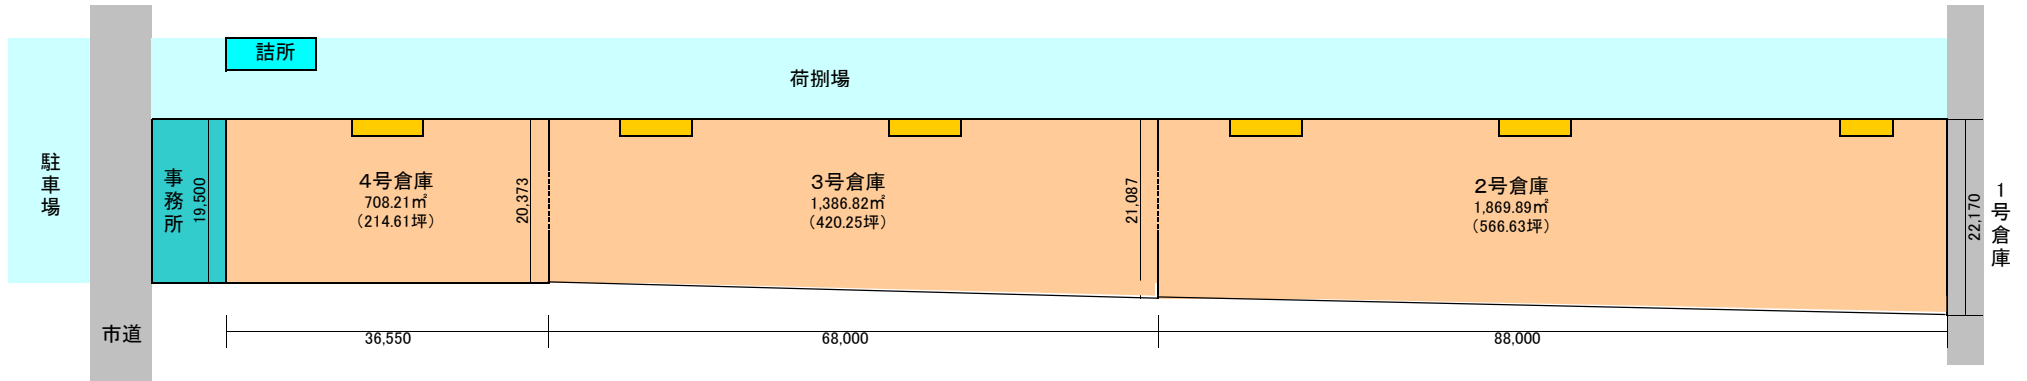 詰所
荷捌場
駐車場
事務所
19,500
4号倉庫
708.21㎡
（214.61坪）
20,373
3号倉庫
1,386.82㎡
（420.25坪）
21,087
2号倉庫
1,869.89㎡
（566.63坪）
22,170
1号倉庫
市道
36,550
68,000
88,000